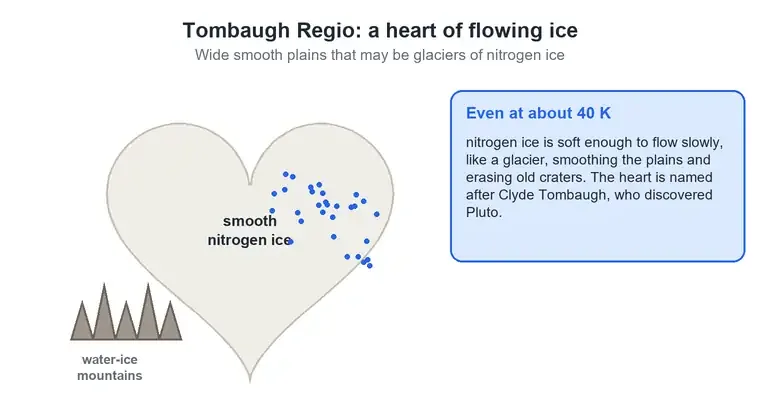 Tombaugh Regio: a heart of flowing ice
Wide smooth plains that may be glaciers of nitrogen ice
Even at about 40 K
nitrogen ice is soft enough to flow slowly,
like a glacier, smoothing the plains and
erasing old craters. The heart is named
after Clyde Tombaugh, who discovered
Pluto.
smooth
nitrogen ice
water-ice
mountains